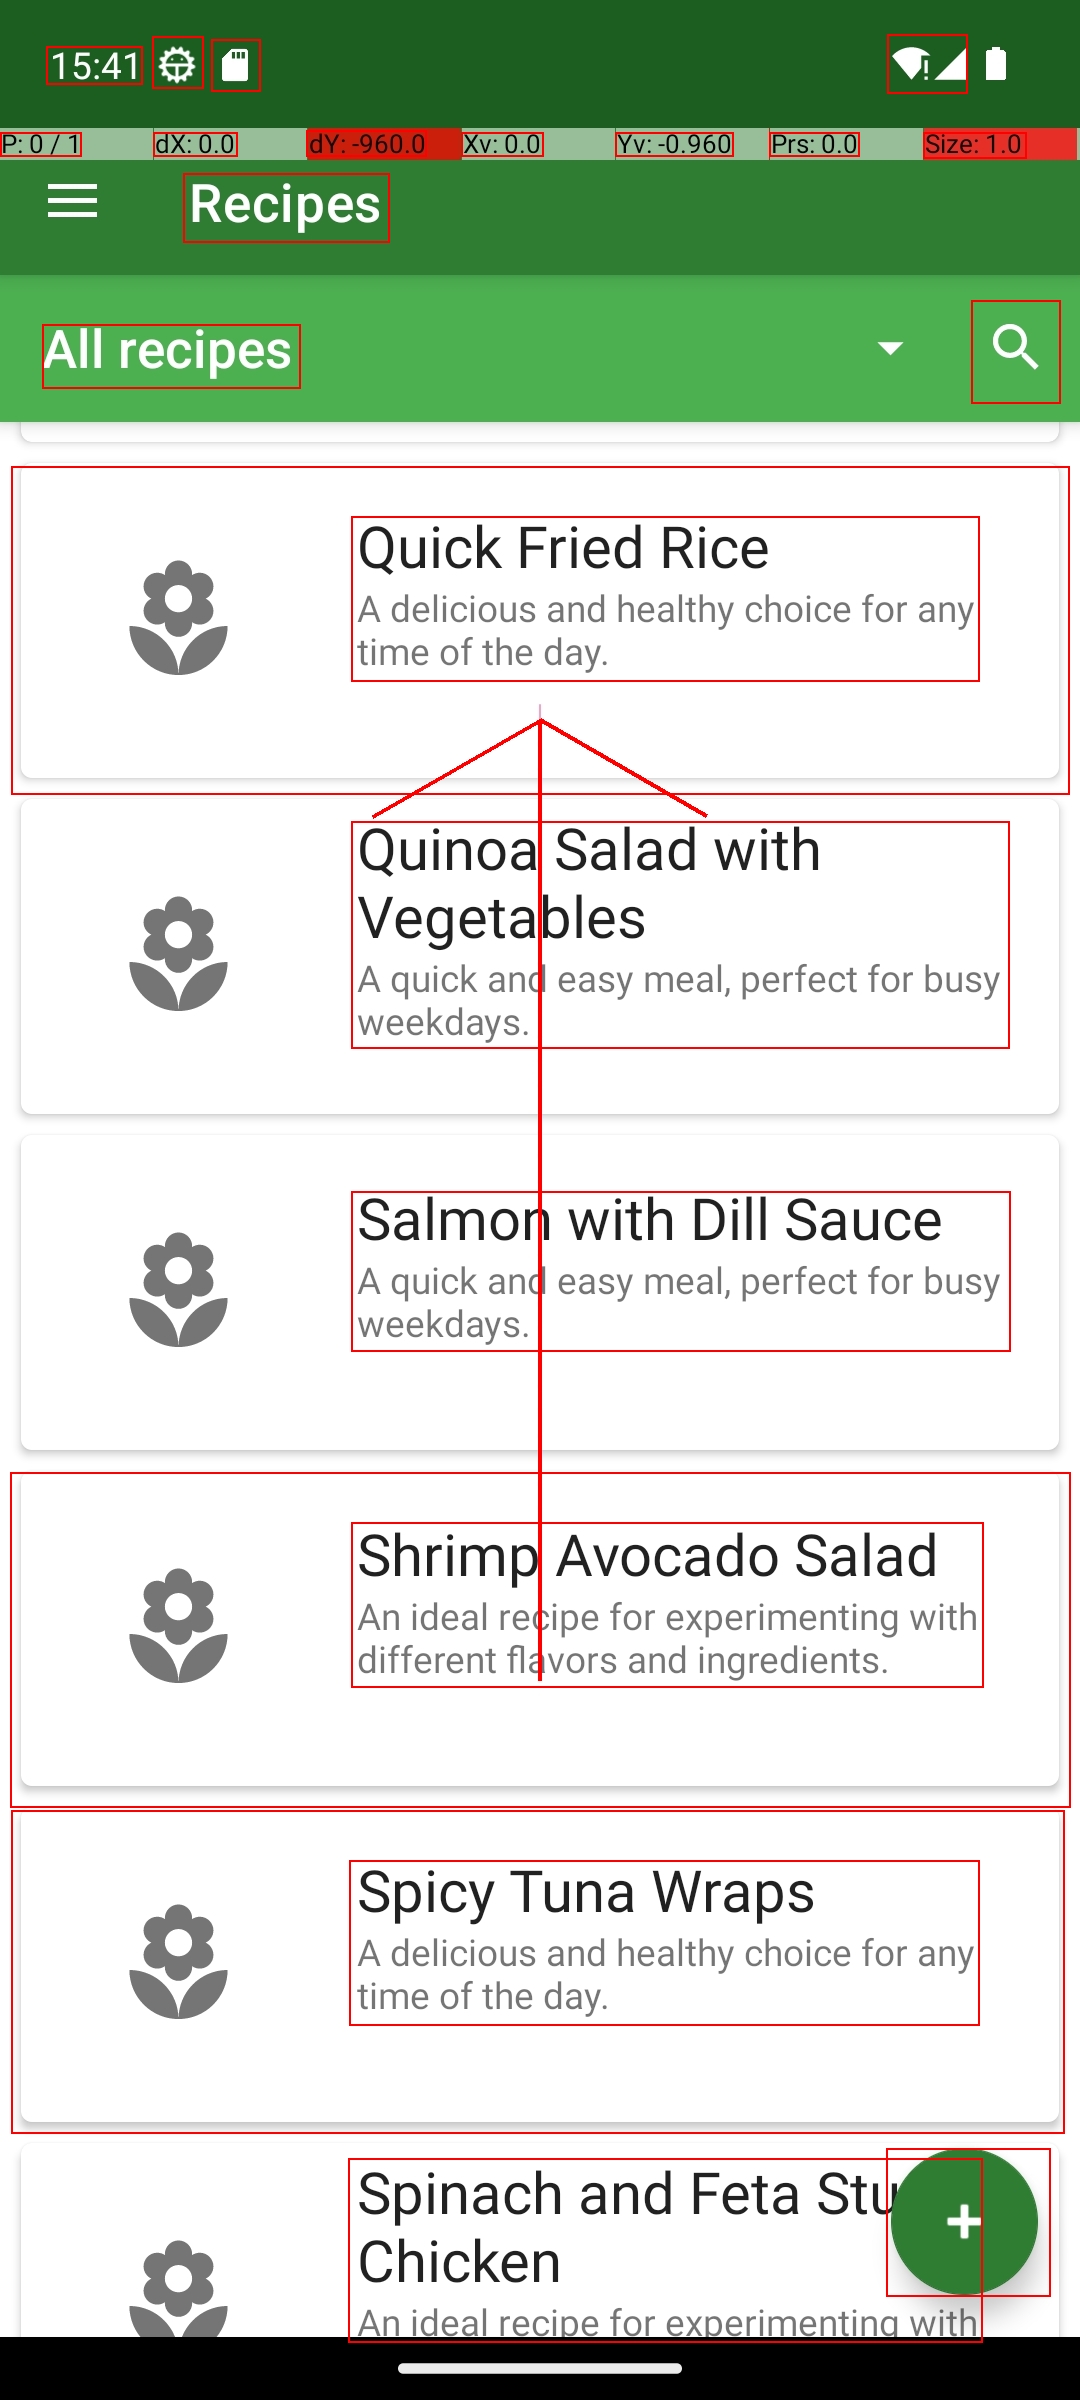 15:41
P: 0 / 1 dX: 0.0 dY: -960.0 Xv: 0.0 Yv: -0.960 Prs: 0.0 Size: 1.0
Recipes
All recipes
Quick Fried Rice
A delicious and healthy choice for any
time of the day.
Quinoa Salad with
Vegetables
A quick and easy meal, perfect for busy
weekdays.
Salmon with Dill Sauce
A quick and easy meal, perfect for busy
weekdays.
Shrimp Avocado Salad
An ideal recipe for experimenting with
different flavors and ingredients.
Spicy Tuna Wraps
A delicious and healthy choice for any
time of the day.
Spinach and Feta Stu
Chicken
An ideal recipe for experimenting with